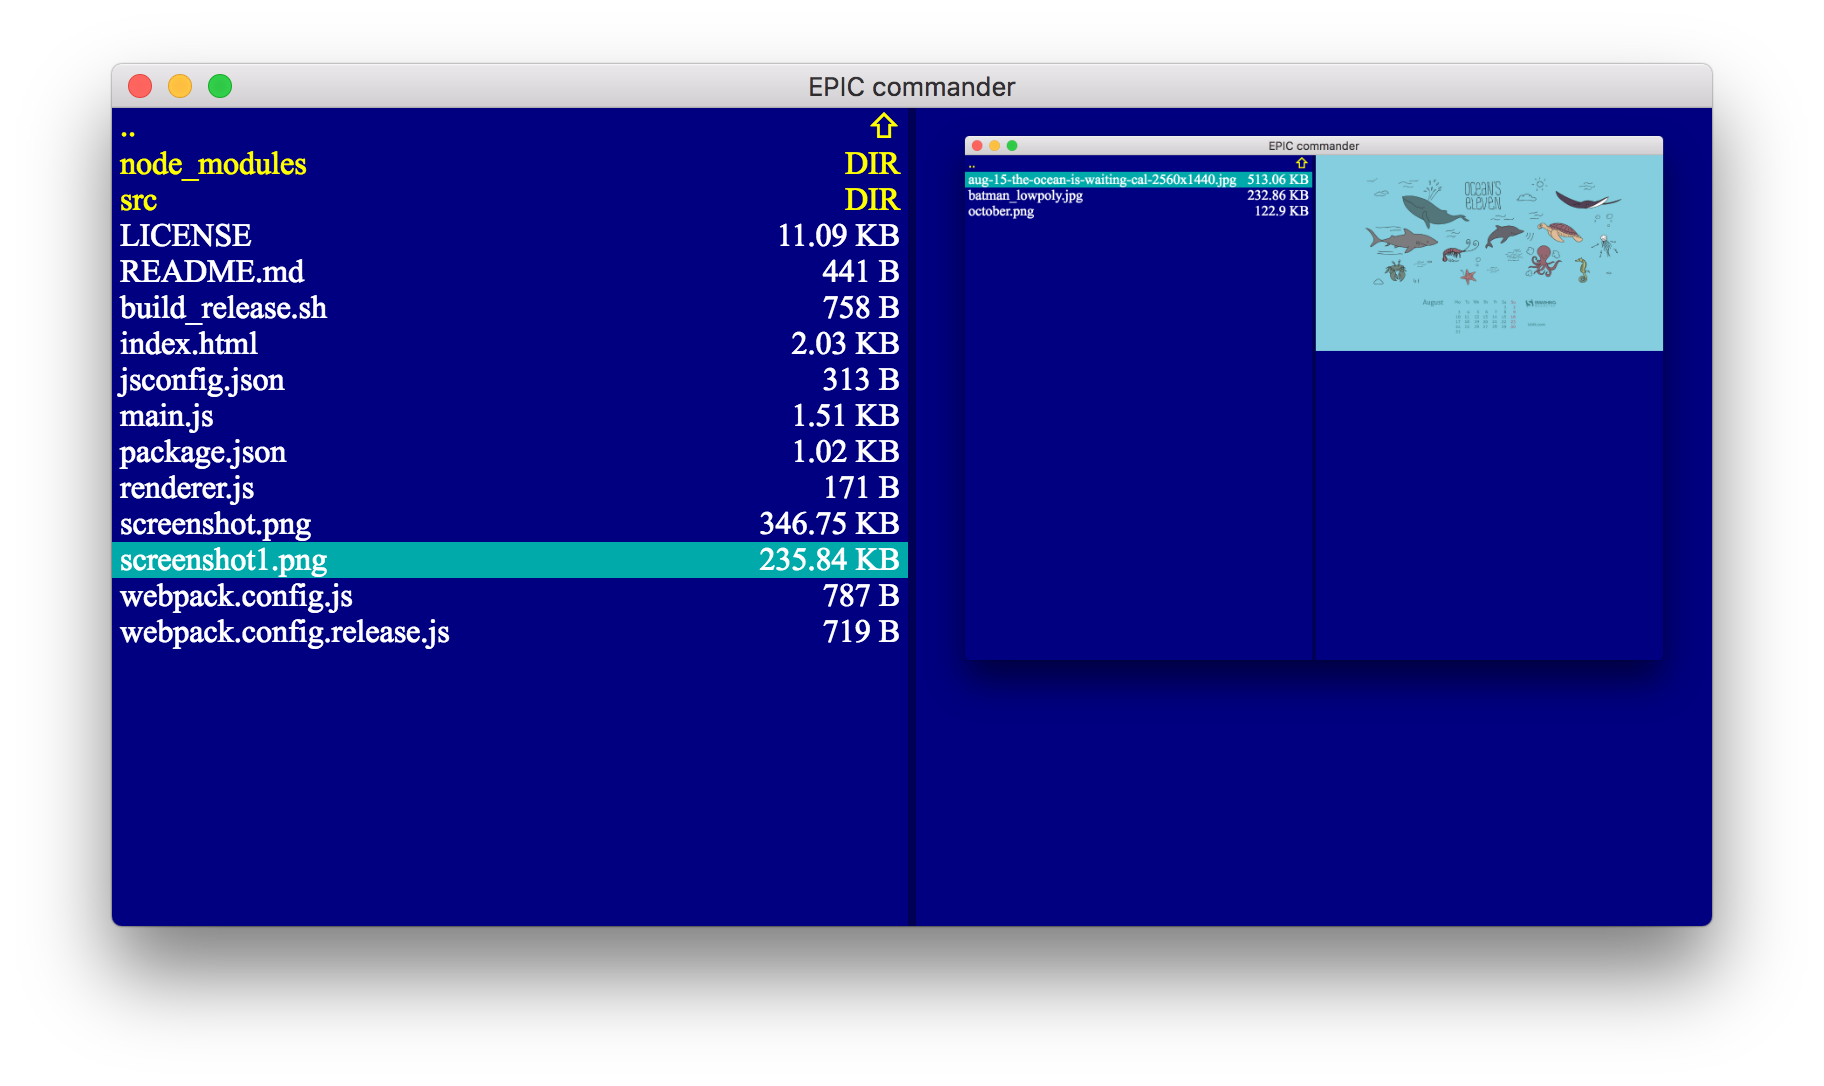 EPIC commander
.. ⇧
node_modules DIR
src DIR
LICENSE 11.09 KB
README.md 441 B
build_release.sh 758 B
index.html 2.03 KB
jsconfig.json 313 B
main.js 1.51 KB
package.json 1.02 KB
renderer.js 171 B
screenshot.png 346.75 KB
screenshot1.png 235.84 KB
webpack.config.js 787 B
webpack.config.release.js 719 B
EPIC commander
.. ⇧
aug-15-the-ocean-is-waiting-cal-2560x1440.jpg 513.06 KB
batman_lowpoly.jpg 232.86 KB
october.png 122.9 KB
OCEAN'S
ELEVEN
August